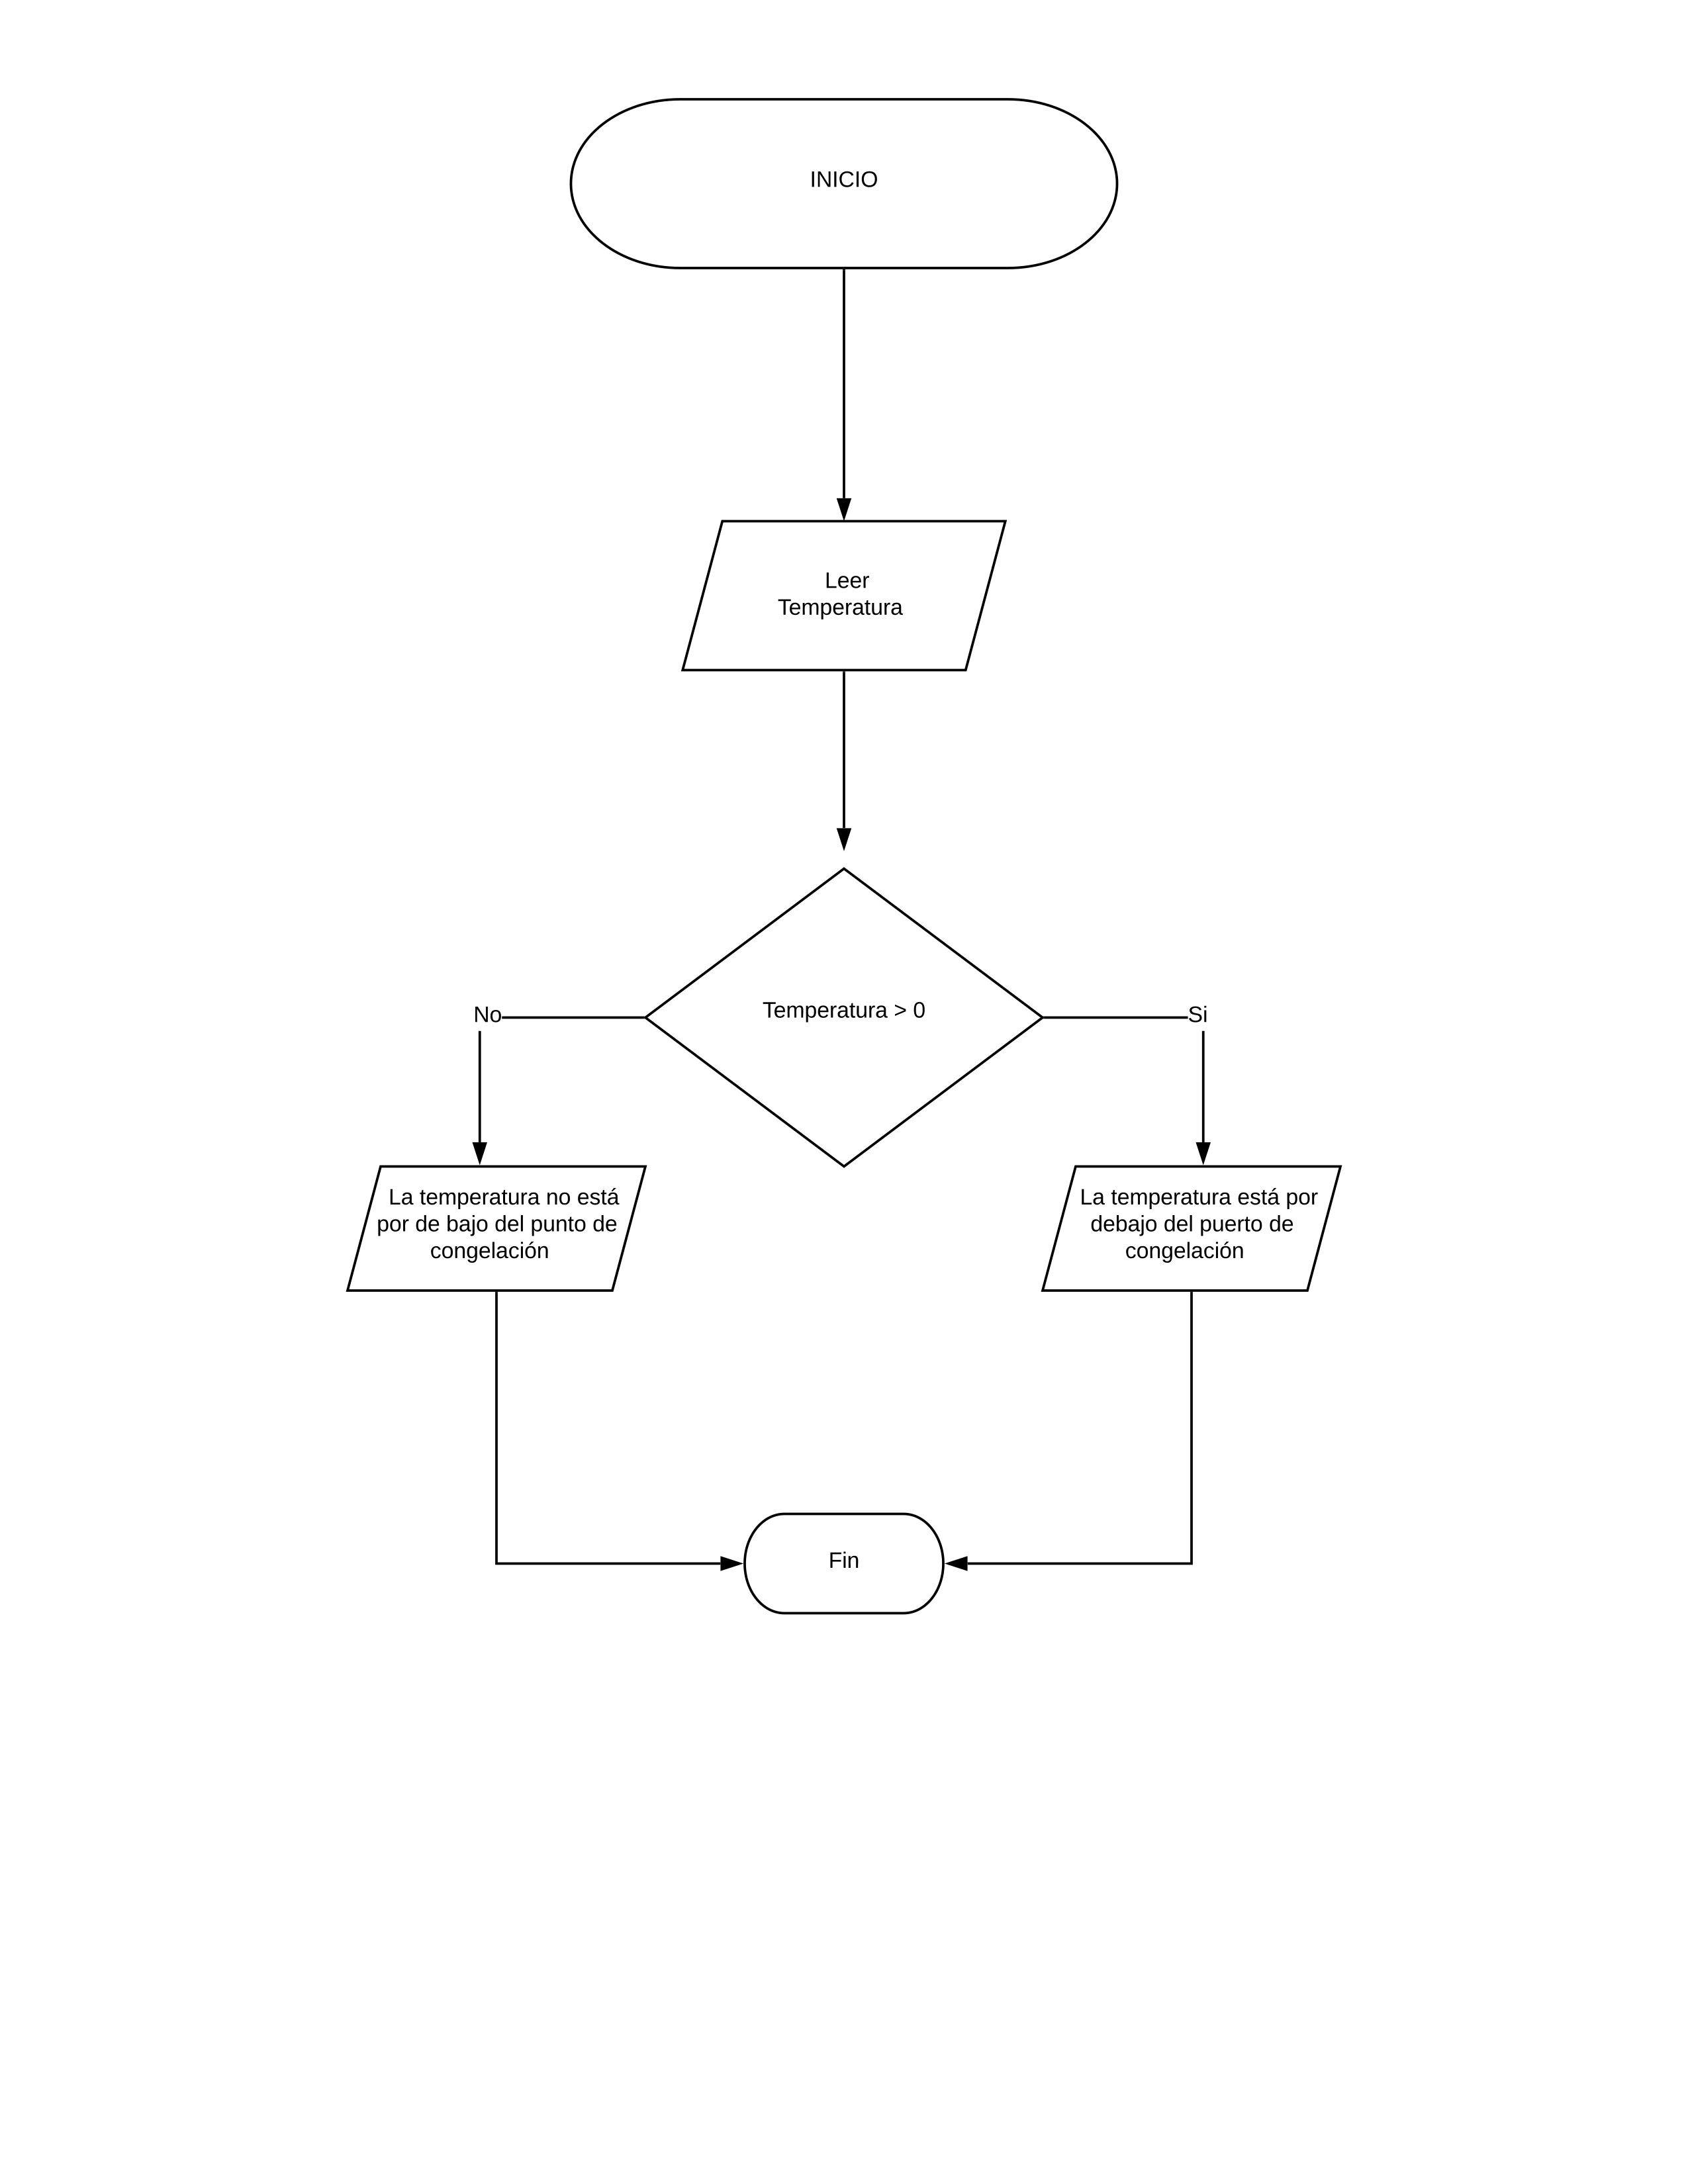 INICIO
Leer
Temperatura
Temperatura > 0
No
Si
La temperatura no está
por de bajo del punto de
congelación
La temperatura está por
debajo del puerto de
congelación
Fin